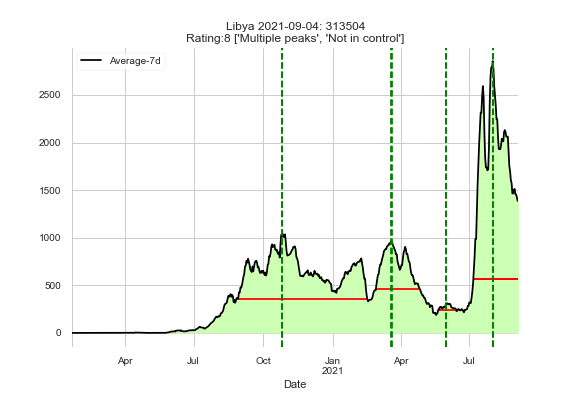 Libya 2021-09-04: 313504
Rating:8 ['Multiple peaks', 'Not in control']
Average-7d
2500
2000
1500
1000
500
0
Apr Jul Oct Jan Apr Jul
2021
Date